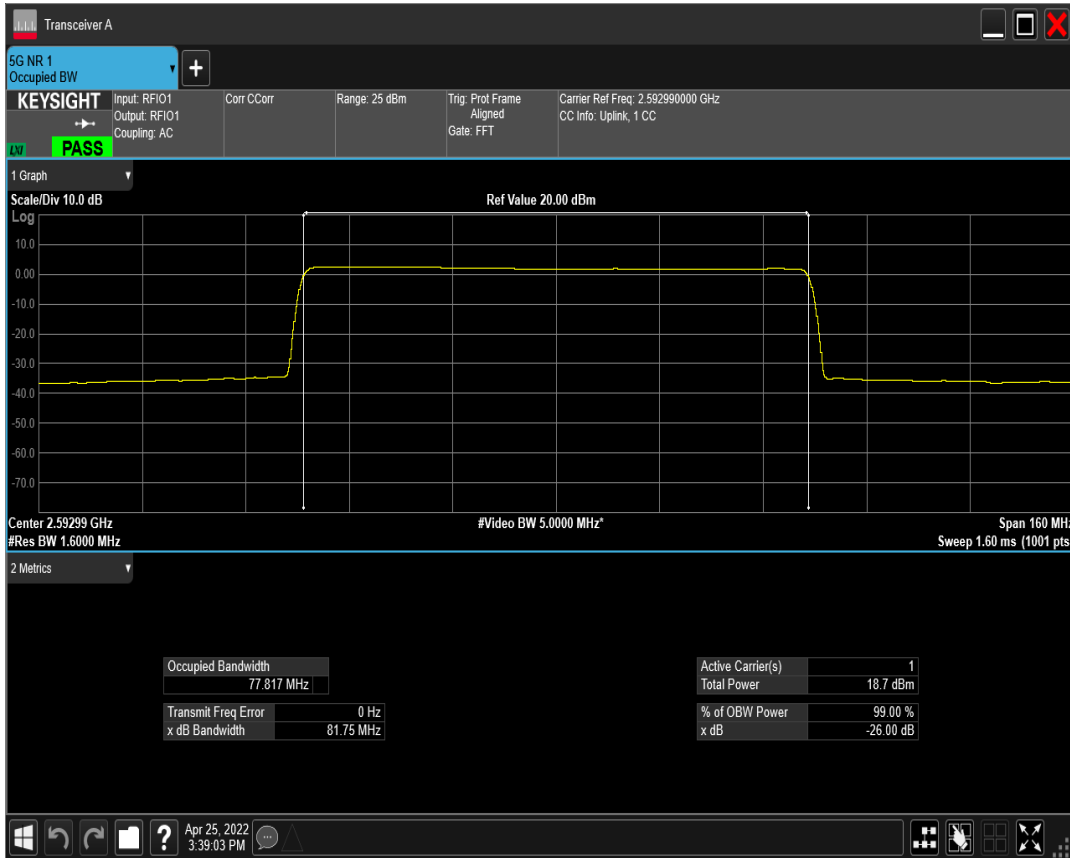 Transceiver A
5G NR 1
Occupied BW
+
KEYSIGHT
LXI
PASS
Input: RFIO1
Output: RFIO1
Coupling: AC
Corr CCorr
Range: 25 dBm
Trig: Prot Frame
Aligned
Gate: FFT
Carrier Ref Freq: 2.592990000 GHz
CC Info: Uplink, 1 CC
1 Graph
Scale/Div 10.0 dB
Ref Value 20.00 dBm
Log
10.0
0.00
-10.0
-20.0
-30.0
-40.0
-50.0
-60.0
-70.0
Center 2.59299 GHz
#Video BW 5.0000 MHz*
Span 160 MHz
#Res BW 1.6000 MHz
Sweep 1.60 ms (1001 pts
2 Metrics
Occupied Bandwidth
77.817 MHz
Transmit Freq Error 0 Hz
x dB Bandwidth 81.75 MHz
Active Carrier(s) 1
Total Power 18.7 dBm
% of OBW Power 99.00 %
x dB -26.00 dB
?
Apr 25, 2022
3:39:03 PM